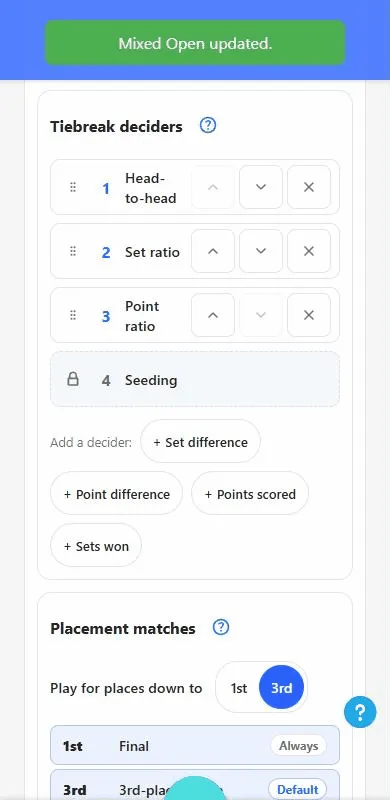 Mixed Open updated.
Tiebreak deciders ?
1 Head-
to-head
2 Set ratio
3 Point
ratio
4 Seeding
Add a decider: + Set difference
+ Point difference + Points scored
+ Sets won
Placement matches ?
Play for places down to 1st 3rd
?
1st Final Always
3rd 3rd-pla Default